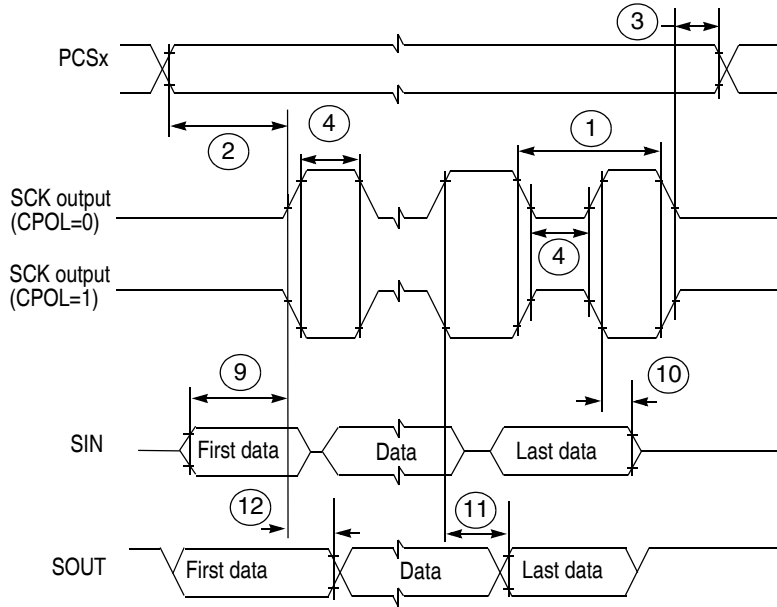 3
PCSx
4
1
2
SCK output
(CPOL=0)
4
SCK output
(CPOL=1)
9
10
SIN
First data
Data
Last data
12
11
SOUT
First data
Data
Last data